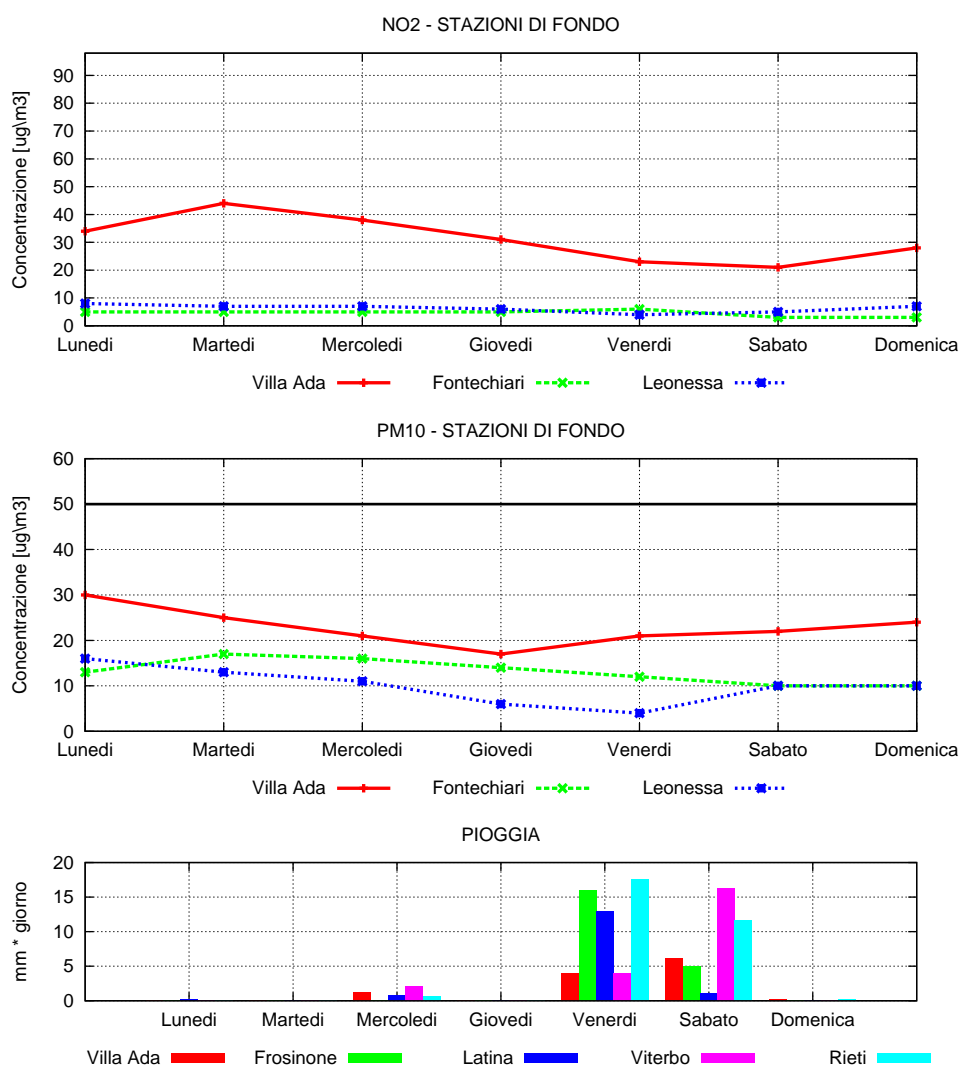 NO2 - STAZIONI DI FONDO
Concentrazione [ug\m3]
90
80
70
60
50
40
30
20
10
0
Lunedi Martedi Mercoledi Giovedi Venerdi Sabato Domenica
Villa Ada Fontechiari Leonessa
PM10 - STAZIONI DI FONDO
Concentrazione [ug\m3]
60
50
40
30
20
10
0
Lunedi Martedi Mercoledi Giovedi Venerdi Sabato Domenica
Villa Ada Fontechiari Leonessa
PIOGGIA
mm * giorno
20
15
10
5
0
Lunedi Martedi Mercoledi Giovedi Venerdi Sabato Domenica
Villa Ada Frosinone Latina Viterbo Rieti